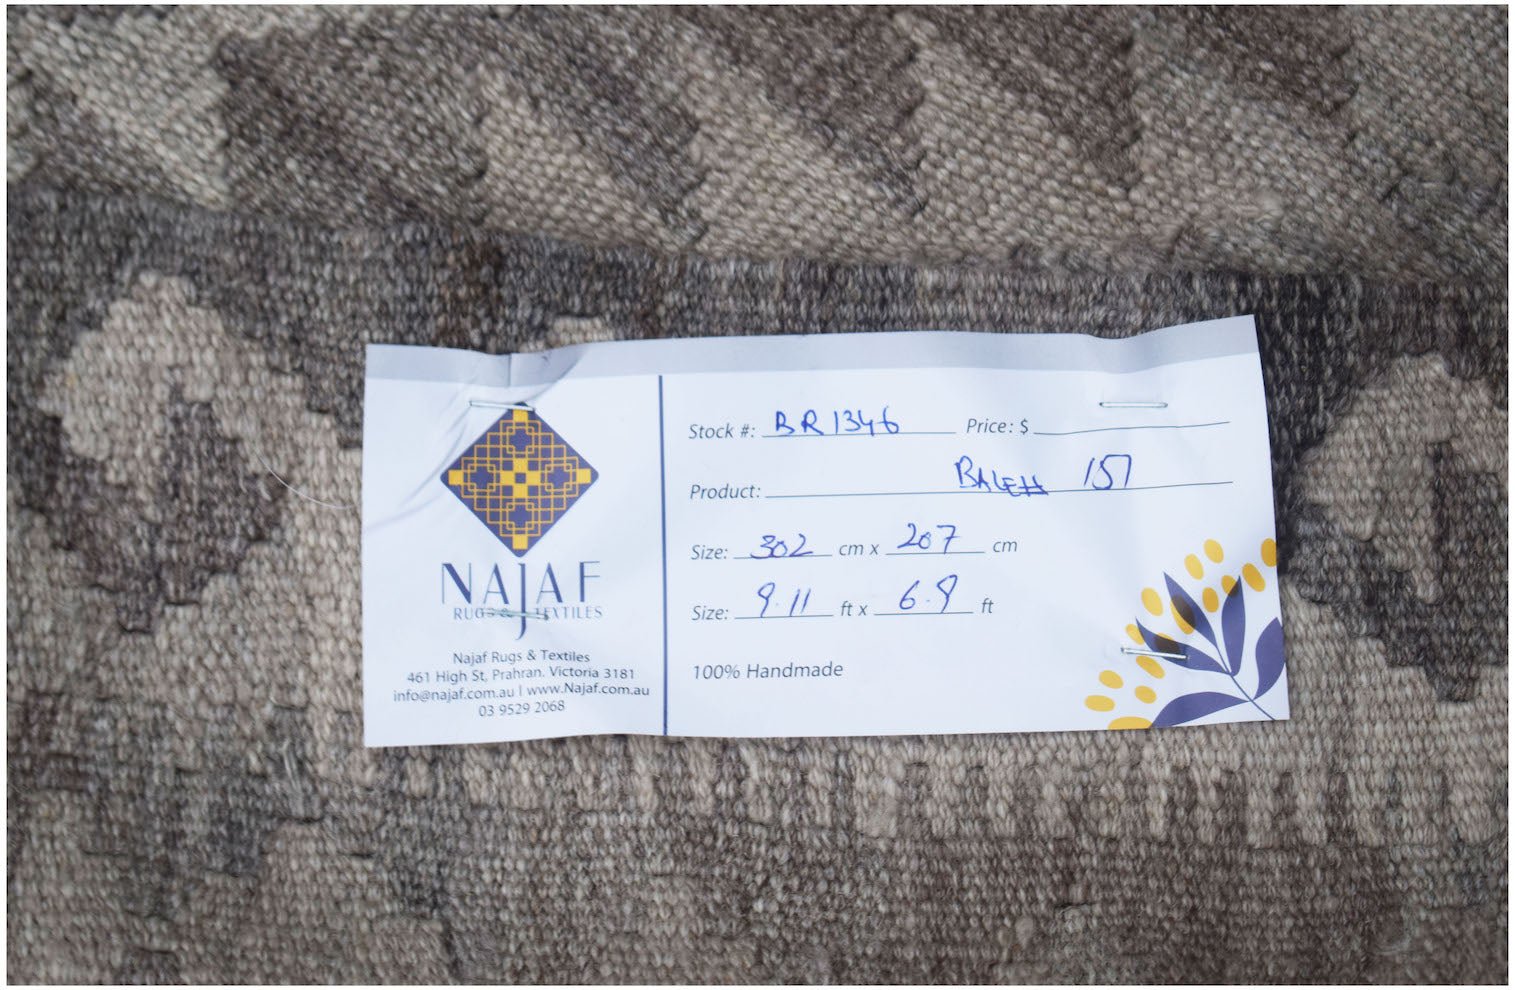 NAJAF
RUGS & TEXTILES
Najaf Rugs & Textiles
461 High St, Prahran. Victoria 3181
info@najaf.com.au | www.Najaf.com.au
03 9529 2068
Stock #: BR1346 Price: $
Product: BALE# 151
Size: 302 cm x 207 cm
Size: 9.11 ft x 6.9 ft
100% Handmade